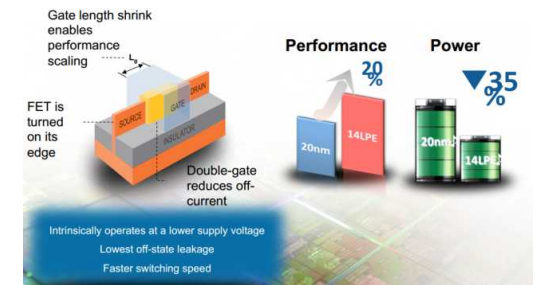 Gate length shrink
enables
performance
scaling
Lg
FET is
turned
on its
edge
SOURCE
GATE
DRAIN
INSULATOR
Double-gate
reduces off-
current
Performance
20
%
20nm
14LPE
Power
▼35
%
20nm
14LPE
Intrinsically operates at a lower supply voltage
Lowest off-state leakage
Faster switching speed